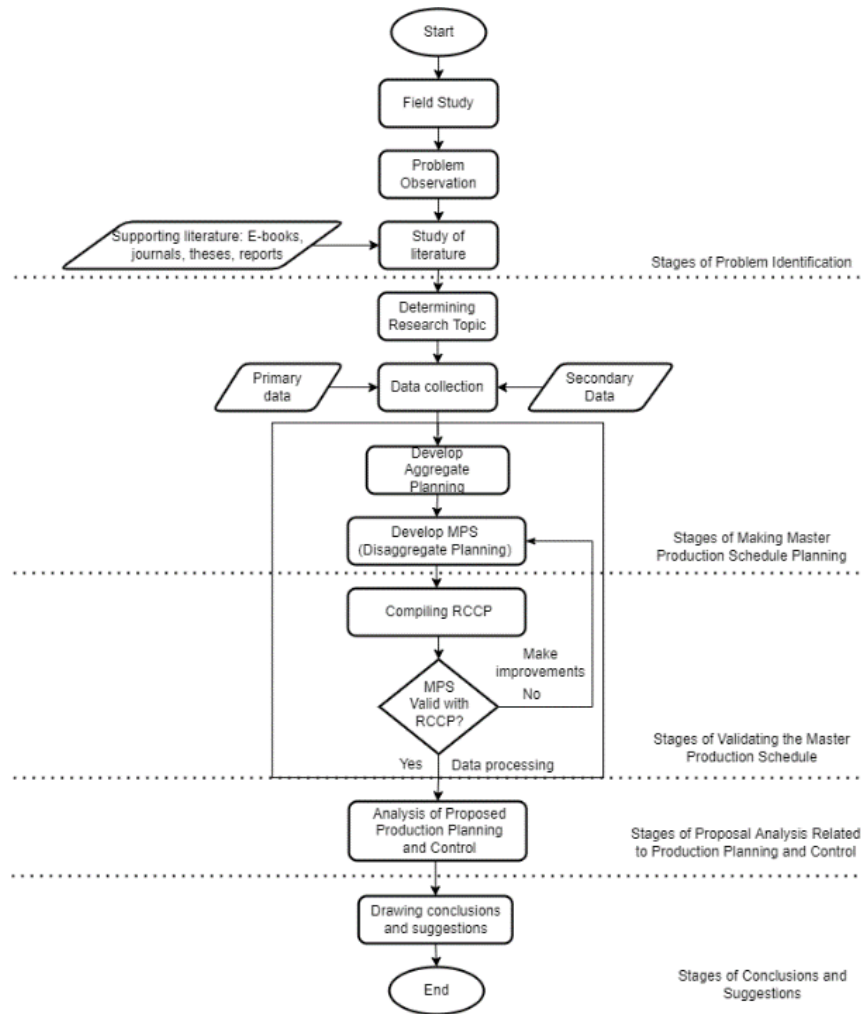 Start
Field Study
Problem
Observation
Supporting literature: E-books,
journals, theses, reports
Study of
literature
Stages of Problem Identification
Determining
Research Topic
Primary
data
Data collection
Secondary
Data
Develop
Aggregate
Planning
Develop MPS
(Disaggregate Planning)
Stages of Making Master
Production Schedule Planning
Compiling RCCP
Make
improvements
No
MPS
Valid with
RCCP?
Yes
Data processing
Stages of Validating the Master
Production Schedule
Analysis of Proposed
Production Planning
and Control
Stages of Proposal Analysis Related
to Production Planning and Control
Drawing conclusions
and suggestions
End
Stages of Conclusions and
Suggestions